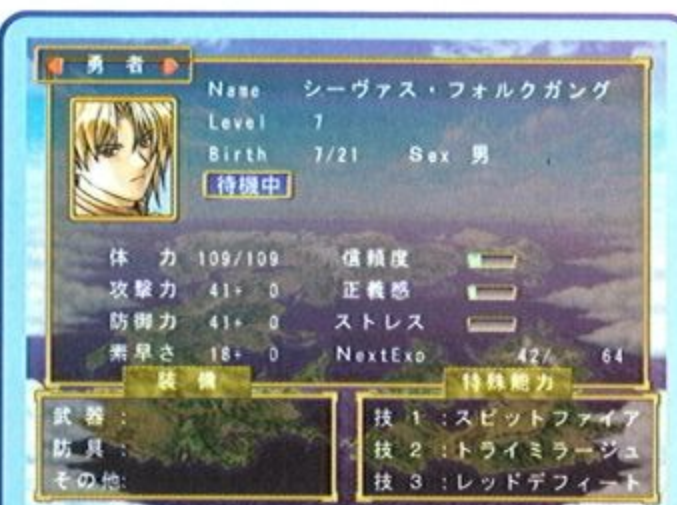 勇者
Name シーヴァス・フォルクガング
Level 7
Birth 7/21 Sex 男
待機中
体力 109/109 信頼度
攻撃力 41+ 0 正義感
防御力 41+ 0 ストレス
素早さ 18+ 0 NextExp 42/ 64
装備 特殊能力
武器: 技1:スピットファイア
防具: 技2:トライミラージュ
その他: 技3:レッドデフィート